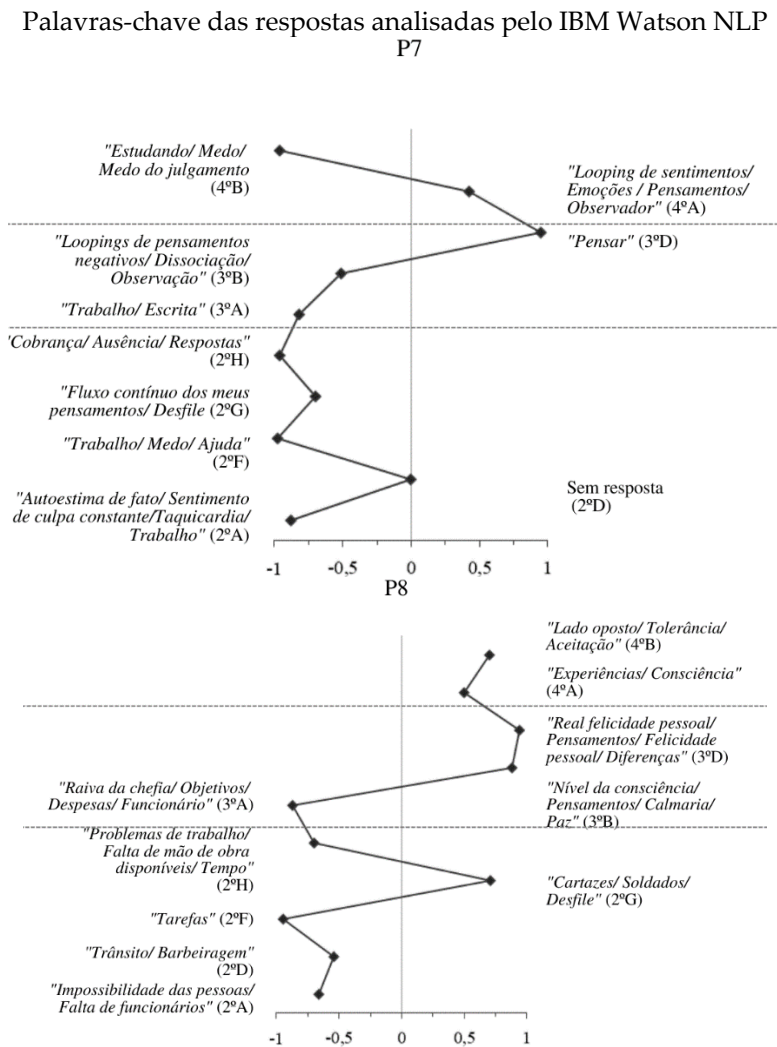 Palavras-chave das respostas analisadas pelo IBM Watson NLP
P7
"Estudando/ Medo/
Medo do julgamento
(4ºB)
"Looping de sentimentos/
Emoções / Pensamentos/
Observador" (4ºA)
"Loopings de pensamentos
negativos/ Dissociação/
Observação" (3ºB)
"Pensar" (3ºD)
"Trabalho/ Escrita" (3ºA)
"Cobrança/ Ausência/ Respostas"
(2ºH)
"Fluxo contínuo dos meus
pensamentos/ Desfile (2ºG)
"Trabalho/ Medo/ Ajuda"
(2ºF)
Sem resposta
(2ºD)
"Autoestima de fato/ Sentimento
de culpa constante/Taquicardia/
Trabalho" (2ºA)
-1 -0,5 0 0,5 1
P8
"Lado oposto/ Tolerância/
Aceitação" (4ºB)
"Experiências/ Consciência"
(4ºA)
"Real felicidade pessoal/
Pensamentos/ Felicidade
pessoal/ Diferenças" (3ºD)
"Raiva da chefia/ Objetivos/
Despesas/ Funcionário" (3ºA)
"Nível da consciência/
Pensamentos/ Calmaria/
Paz" (3ºB)
"Problemas de trabalho/
Falta de mão de obra
disponíveis/ Tempo"
(2ºH)
"Cartazes/ Soldados/
Desfile" (2ºG)
"Tarefas" (2ºF)
"Trânsito/ Barbeiragem"
(2ºD)
"Impossibilidade das pessoas/
Falta de funcionários" (2ºA)
-1 -0,5 0 0,5 1